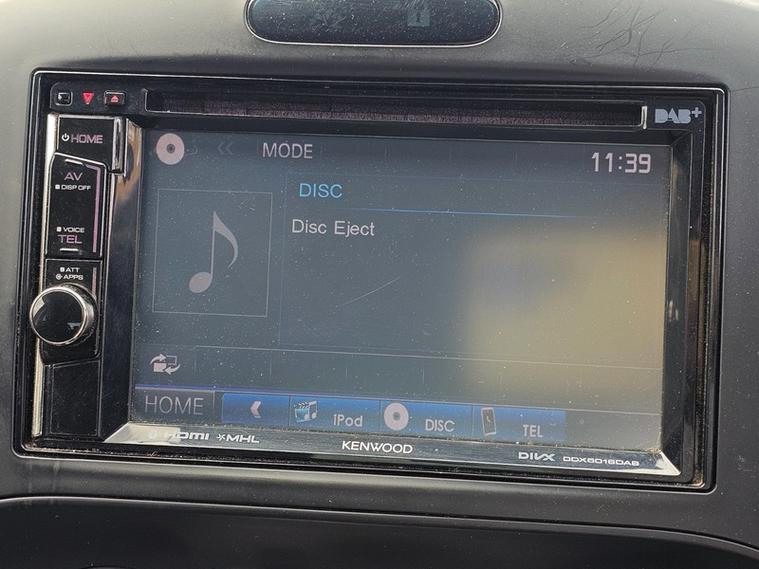 DAB+
HOME
AV
DISP OFF
VOICE
TEL
ATT
APPS
MODE
11:39
DISC
Disc Eject
HOME
iPod
DISC
TEL
HDMI
MHL
KENWOOD
DIVX
DDX5016DAB